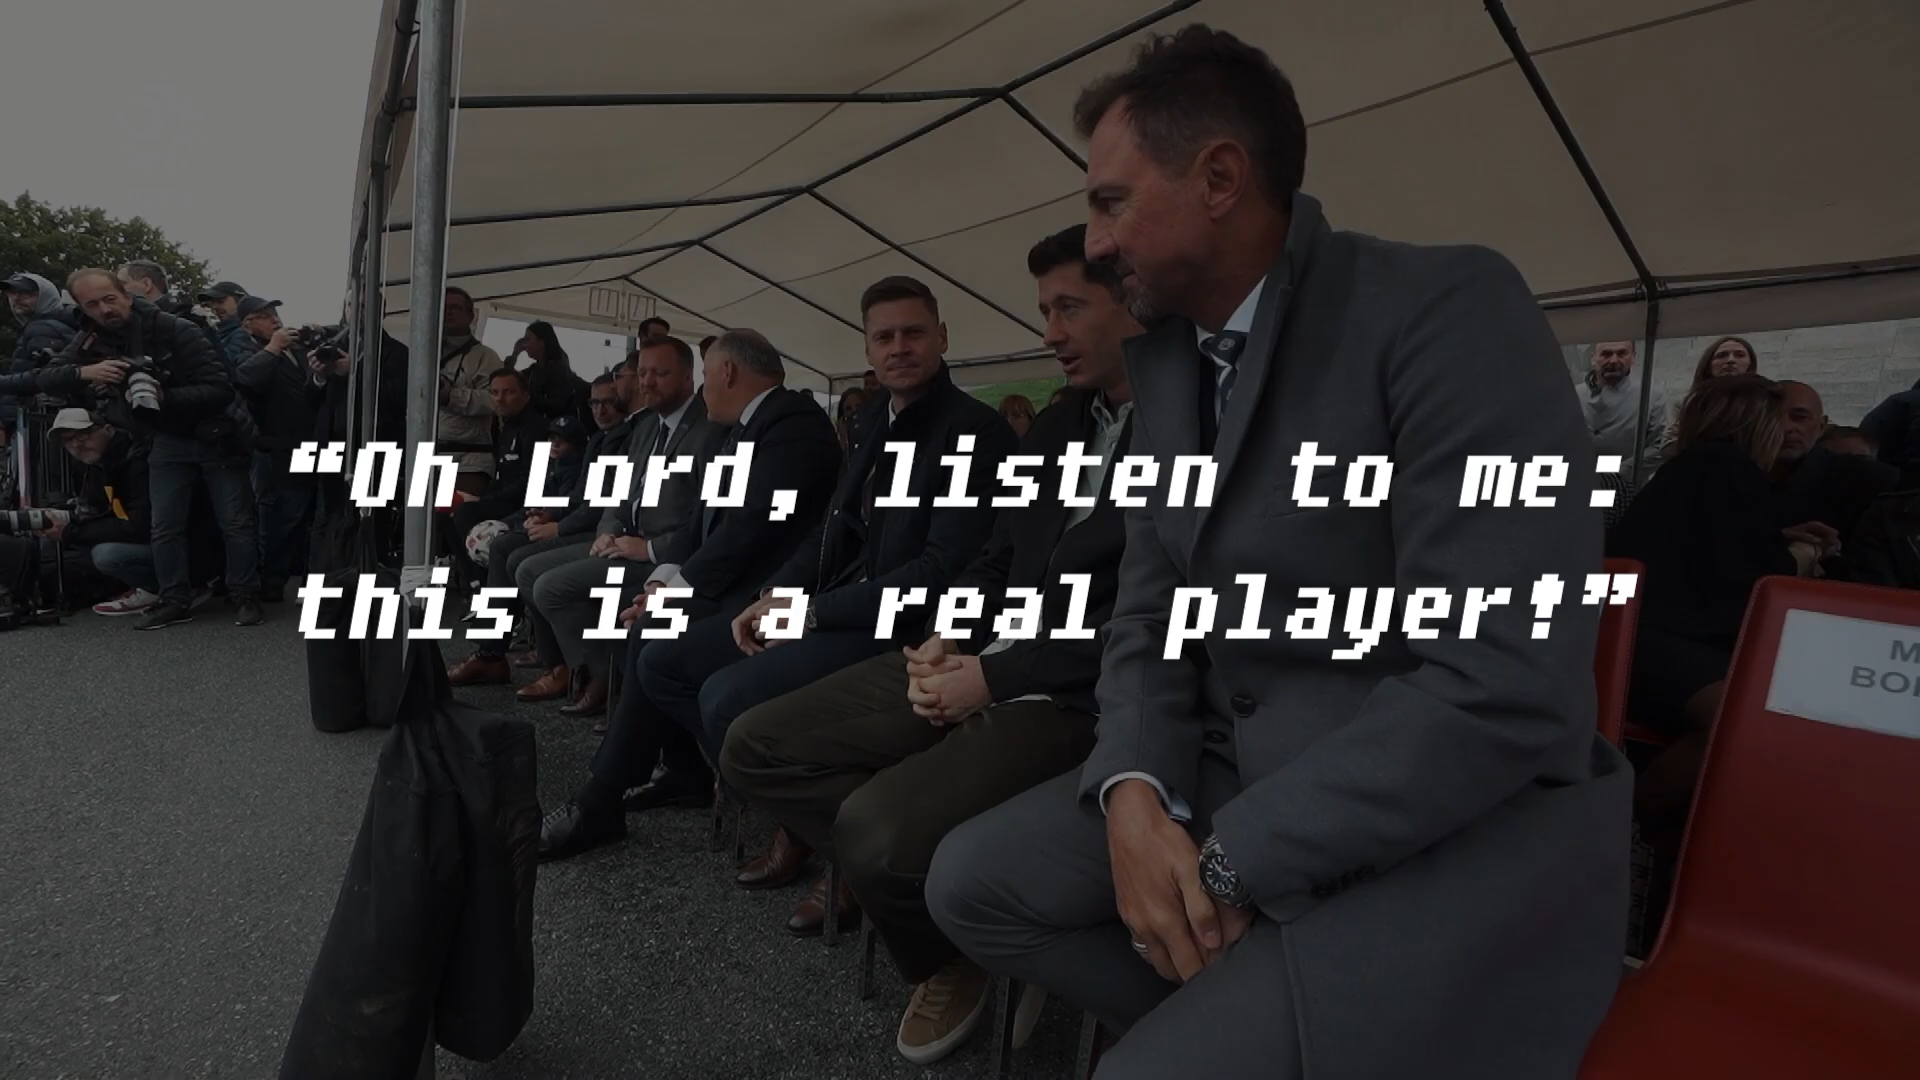 “Oh Lord, listen to me:
this is a real player!”